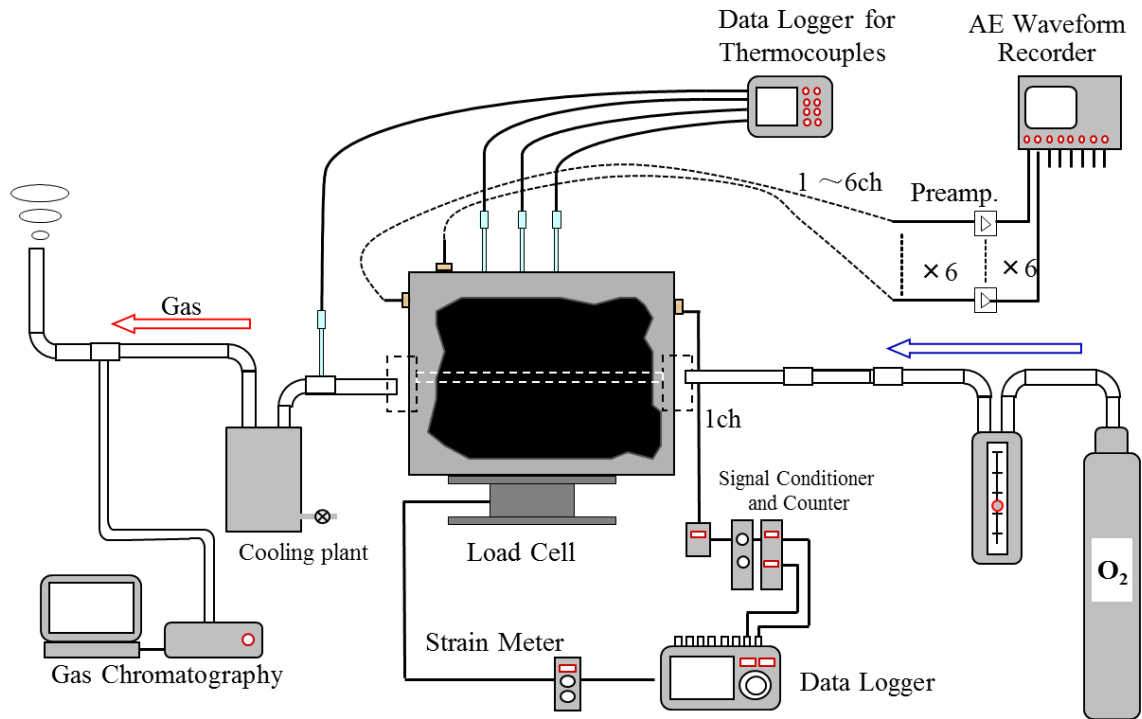 Data Logger for
Thermocouples
AE Waveform
Recorder
1 ～6ch
Preamp.
×6
×6
Gas
1ch
Signal Conditioner
and Counter
Cooling plant
Load Cell
O₂
Strain Meter
Gas Chromatography
Data Logger